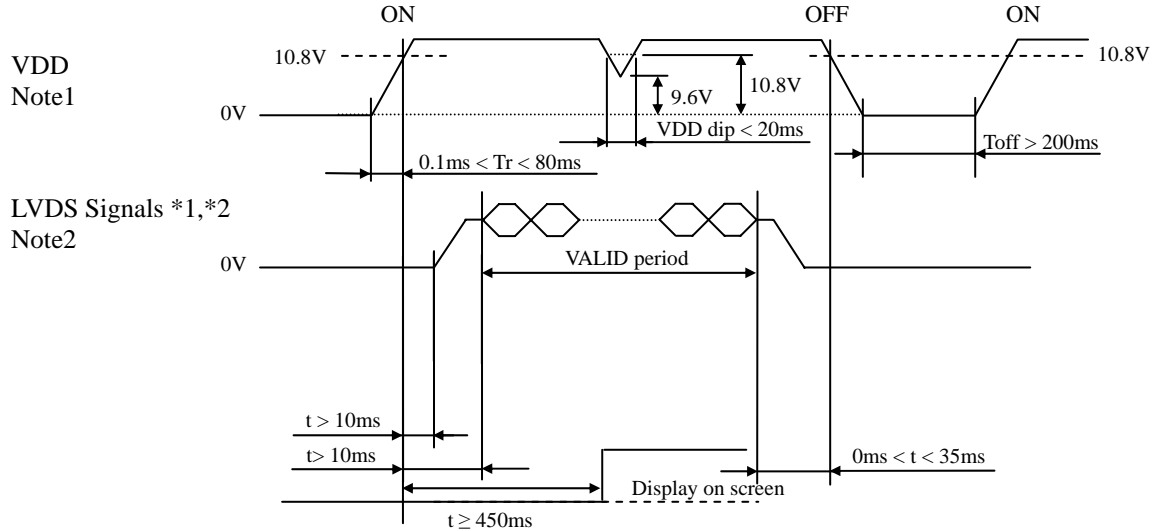 ON
OFF
ON
VDD
Note1
10.8V
10.8V
9.6V
10.8V
0V
VDD dip < 20ms
Toff > 200ms
0.1ms < Tr < 80ms
LVDS Signals *1,*2
Note2
0V
VALID period
t > 10ms
t> 10ms
0ms < t < 35ms
Display on screen
t ≥ 450ms